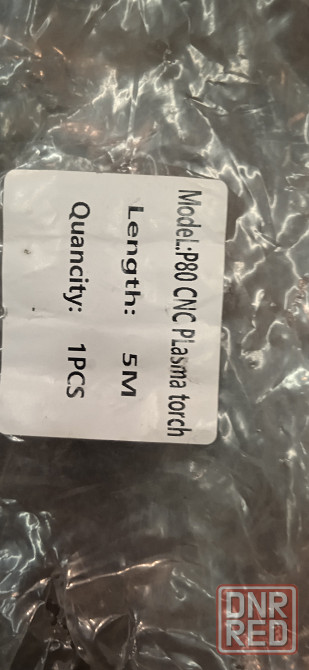 Model:P80 CNC PLasma torch
Length: 5M
Quancity: 1PCS
DNR
RED